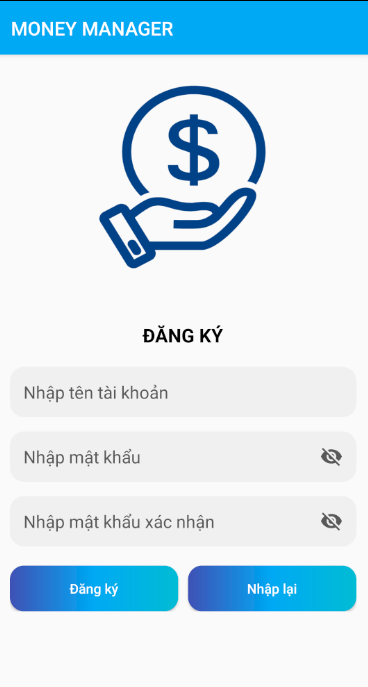 MONEY MANAGER
$
ĐĂNG KÝ
Nhập tên tài khoản
Nhập mật khẩu
Nhập mật khẩu xác nhận
Đăng ký
Nhập lại